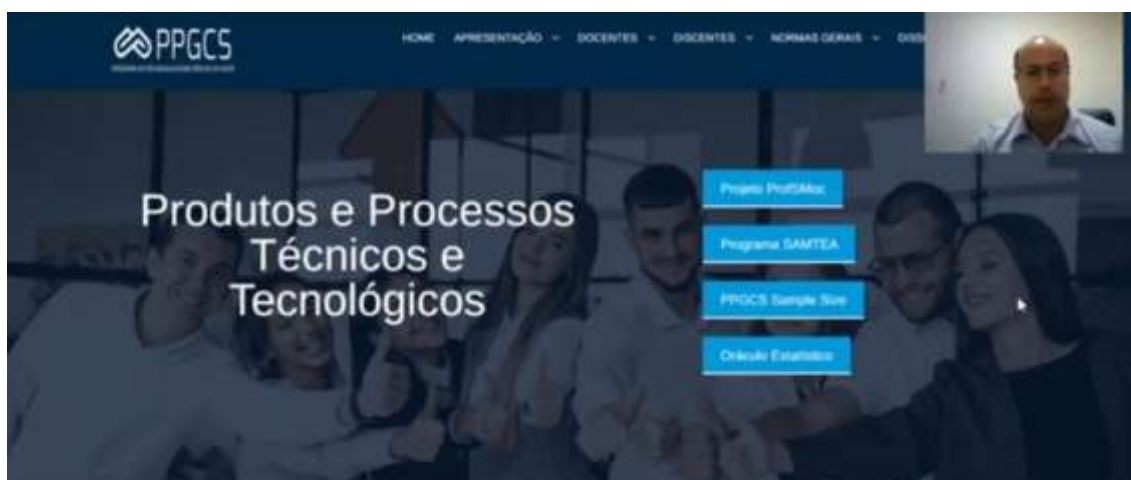 PPGCS
HOME APRESENTAÇÃO DOCENTES DISCENTES NORMAS GERAIS
Produtos e Processos
Técnicos e
Tecnológicos
Projeto ProfSMoc
Programa SAMTEA
PPGCS Sample Size
Oráculo Estatístico